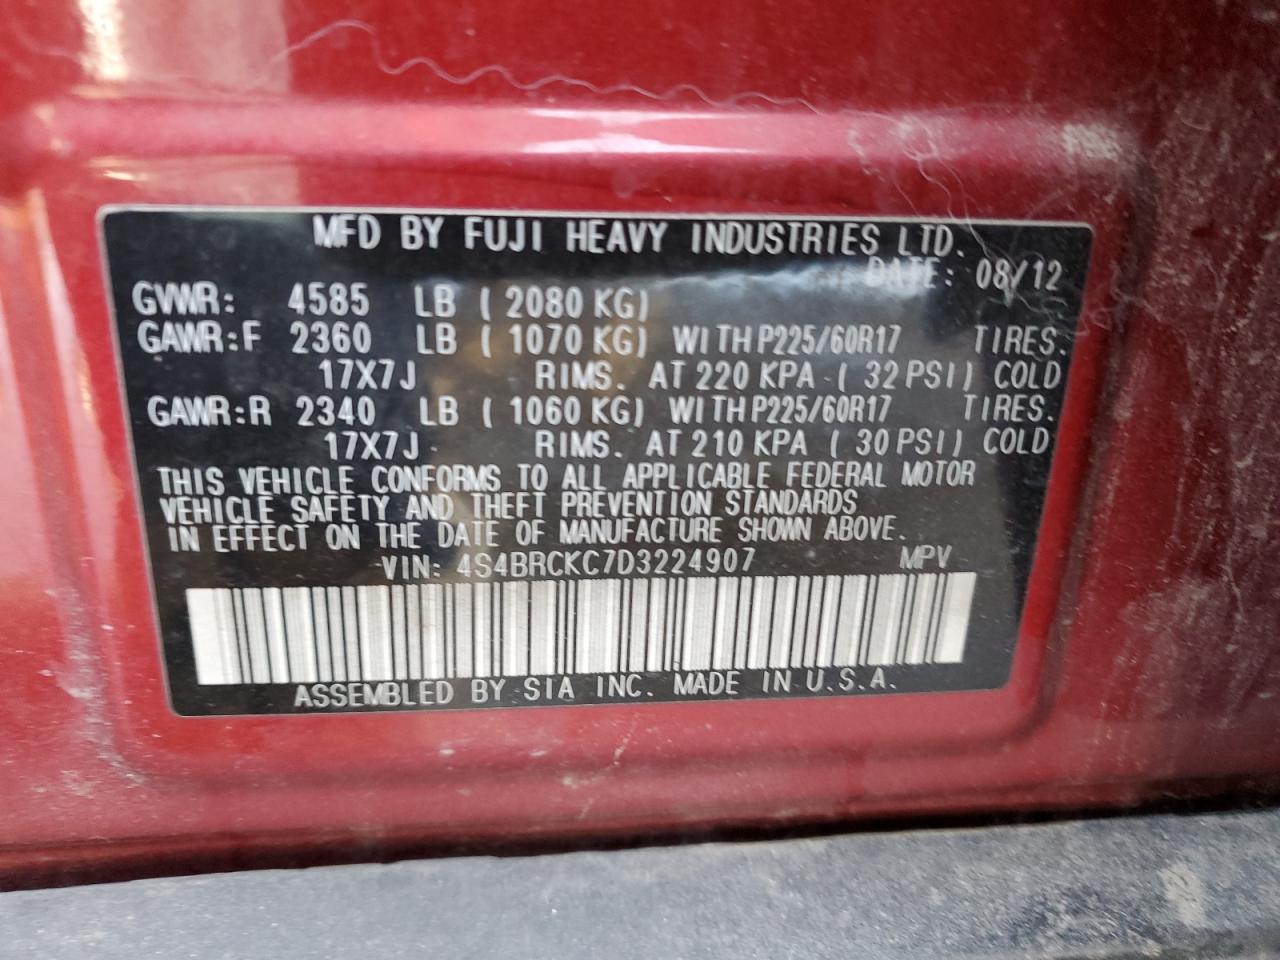 MFD BY FUJI HEAVY INDUSTRIES LTD.
DATE: 08/12
GVWR: 4585 LB ( 2080 KG)
GAWR:F 2360 LB ( 1070 KG) WITH P225/60R17 TIRES.
17X7J RIMS. AT 220 KPA ( 32 PSI) COLD
GAWR:R 2340 LB ( 1060 KG) WITH P225/60R17 TIRES.
17X7J RIMS. AT 210 KPA ( 30 PSI) COLD
THIS VEHICLE CONFORMS TO ALL APPLICABLE FEDERAL MOTOR
VEHICLE SAFETY AND THEFT PREVENTION STANDARDS
IN EFFECT ON THE DATE OF MANUFACTURE SHOWN ABOVE.
VIN: 4S4BRCKC7D3224907 MPV
ASSEMBLED BY SIA INC. MADE IN U.S.A.